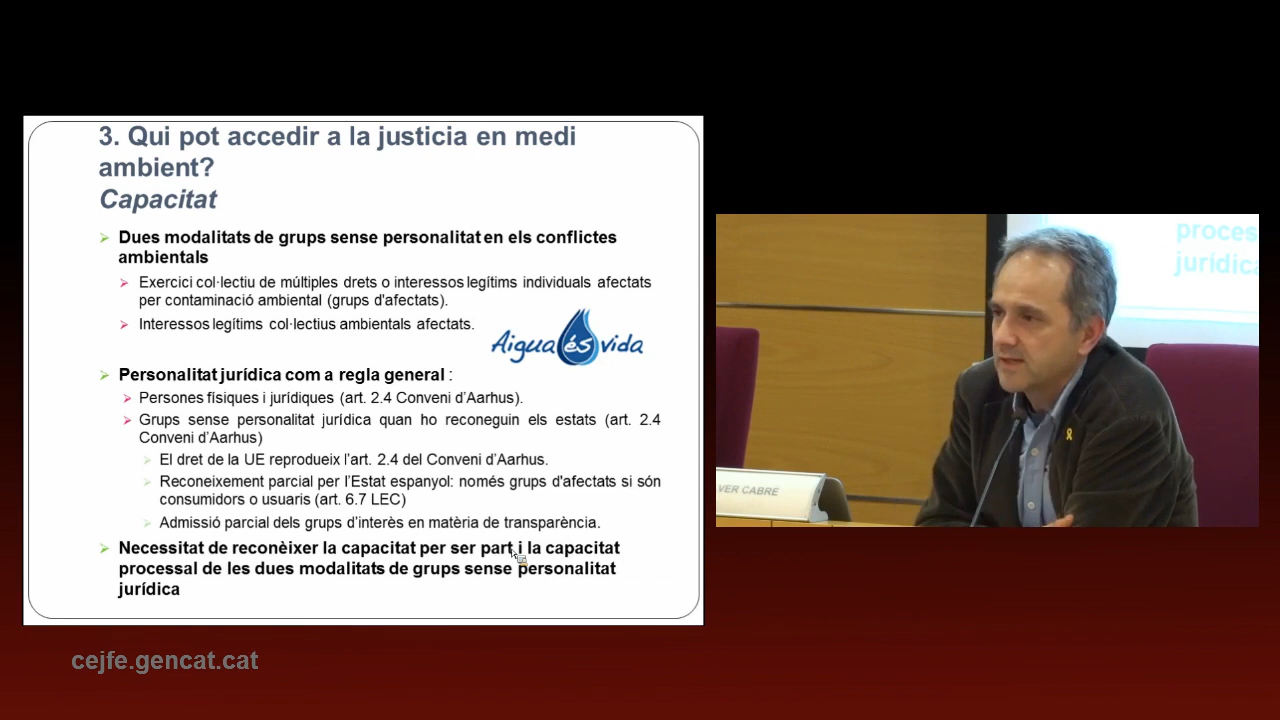 3. Qui pot accedir a la justicia en medi
ambient?
Capacitat
Dues modalitats de grups sense personalitat en els conflictes
ambientals
Exercici col·lectiu de múltiples drets o interessos legítims individuals afectats
per contaminació ambiental (grups d'afectats).
Interessos legítims col·lectius ambientals afectats.
Aigua és vida
Personalitat jurídica com a regla general :
Persones físiques i jurídiques (art. 2.4 Conveni d’Aarhus).
Grups sense personalitat jurídica quan ho reconeguin els estats (art. 2.4
Conveni d’Aarhus)
El dret de la UE reprodueix l’art. 2.4 del Conveni d’Aarhus.
Reconeixement parcial per l’Estat espanyol: només grups d'afectats si són
consumidors o usuaris (art. 6.7 LEC)
Admissió parcial dels grups d’interès en matèria de transparència.
Necessitat de reconèixer la capacitat per ser part i la capacitat
processal de les dues modalitats de grups sense personalitat
jurídica
proces
jurídica
VER CABRE
cejfe.gencat.cat